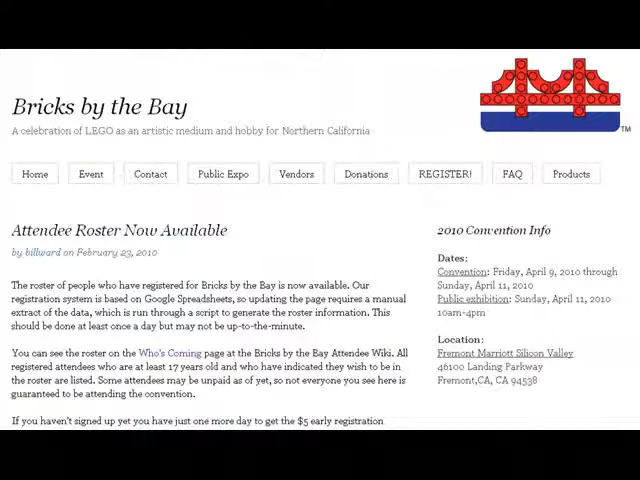 Bricks by the Bay
A celebration of LEGO as an artistic medium and hobby for Northern California
TM
Home Event Contact Public Expo Vendors Donations REGISTER! FAQ Products
Attendee Roster Now Available
by billward on February 23, 2010
The roster of people who have registered for Bricks by the Bay is now available. Our
registration system is based on Google Spreadsheets, so updating the page requires a manual
extract of the data, which is run through a script to generate the roster information. This
should be done at least once a day but may not be up-to-the-minute.
You can see the roster on the Who's Coming page at the Bricks by the Bay Attendee Wiki. All
registered attendees who are at least 17 years old and who have indicated they wish to be in
the roster are listed. Some attendees may be unpaid as of yet, so not everyone you see here is
guaranteed to be attending the convention.
If you haven't signed up yet you have just one more day to get the $5 early registration
2010 Convention Info
Dates:
Convention: Friday, April 9, 2010 through
Sunday, April 11, 2010
Public exhibition: Sunday, April 11, 2010
10am-4pm
Location:
Fremont Marriott Silicon Valley
46100 Landing Parkway
Fremont,CA, CA 94538